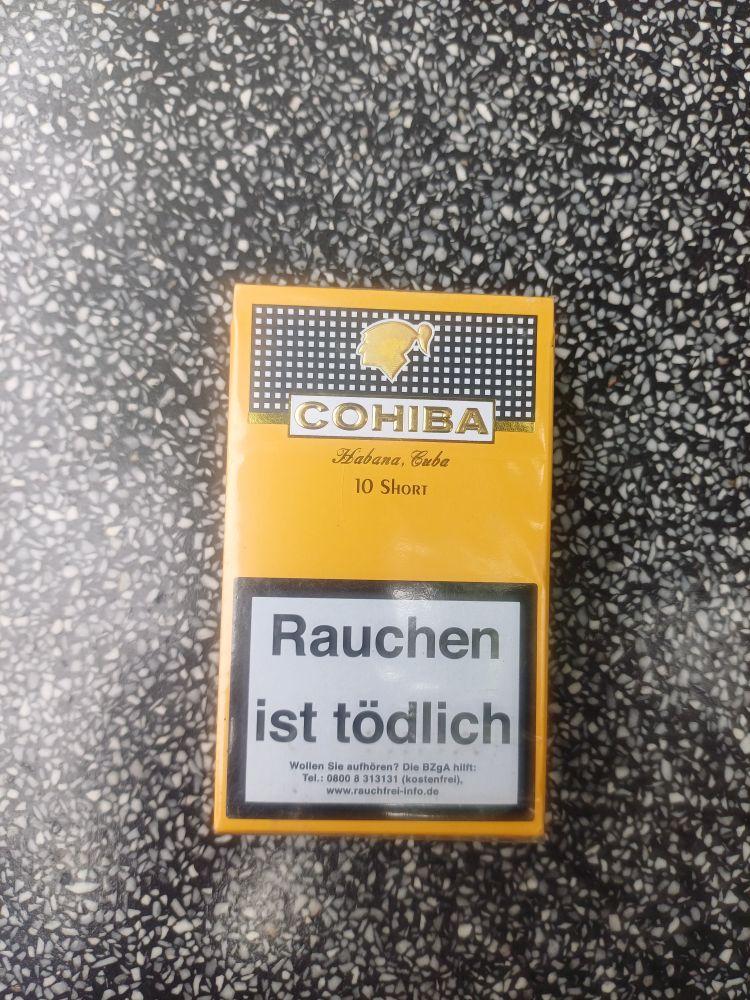 COHIBA
Habana, Cuba
10 Short
Rauchen
ist tödlich
Wollen Sie aufhören? Die BZgA hilft:
Tel.: 0800 8 313131 (kostenfrei),
www.rauchfrei-info.de